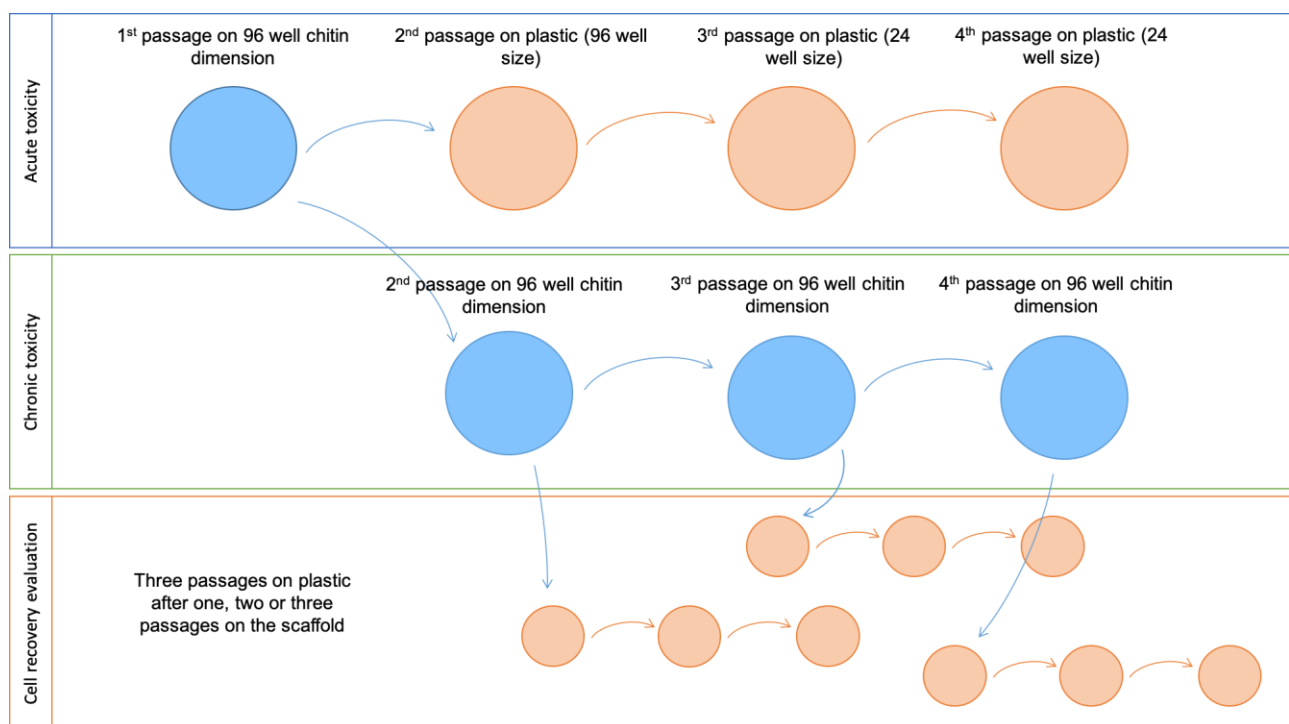 Acute toxicity
1st passage on 96 well chitin
dimension
2nd passage on plastic (96 well
size)
3rd passage on plastic (24
well size)
4th passage on plastic (24
well size)
Chronic toxicity
2nd passage on 96 well chitin
dimension
3rd passage on 96 well chitin
dimension
4th passage on 96 well chitin
dimension
Cell recovery evaluation
Three passages on plastic
after one, two or three
passages on the scaffold